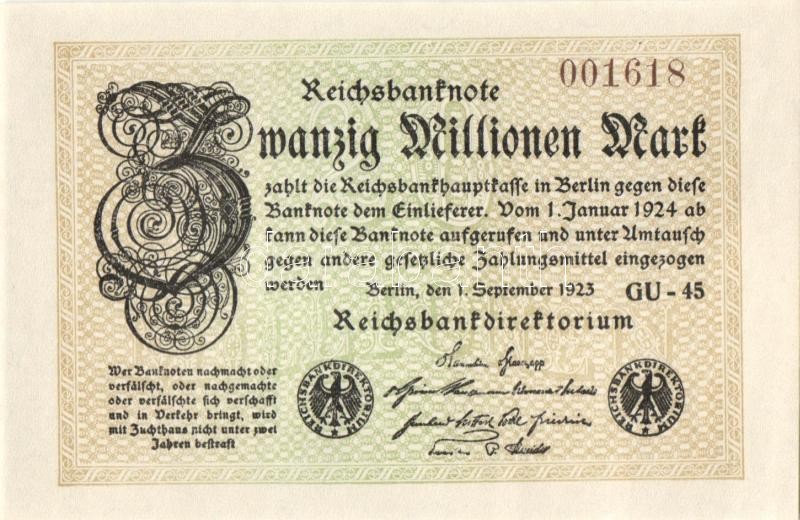 001618
Reichsbanknote
Zwanzig Millionen Mark
zahlt die Reichsbankhauptkasse in Berlin gegen diese
Banknote dem Einlieferer. Vom 1. Januar 1924 ab
kann diese Banknote aufgerufen und unter Umtausch
gegen andere gesetzliche Zahlungsmittel eingezogen
werden Berlin, den 1. September 1923 GU-45
Reichsbankdirektorium
Wer Banknoten nachmacht oder
verfälscht, oder nachgemachte
oder verfälschte sich verschafft
und in Verkehr bringt, wird
mit Zuchthaus nicht unter zwei
Jahren bestraft
REICHSBANKDIREKTORIUM
REICHSBANKDIREKTORIUM